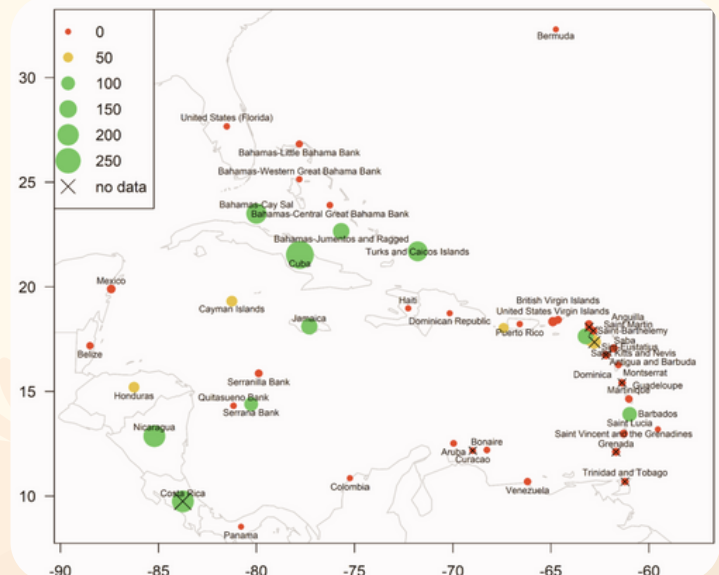 0
50
100
150
200
250
no data
30
25
20
15
10
-90
-85
-80
-75
-70
-65
-60
Bermuda
United States (Florida)
Bahamas-Little Bahama Bank
Bahamas-Western Great Bahama Bank
Bahamas-Cay Sal
Bahamas-Central Great Bahama Bank
Bahamas-Jumentos and Ragged
Turks and Caicos Islands
Cuba
Mexico
Cayman Islands
Haiti
British Virgin Islands
United States Virgin Islands
Anguilla
Jamaica
Dominican Republic
Puerto Rico
Saint Martin
Saint-Barthelemy
Saba
Sint-Eustatius
Belize
Saint Kitts and Nevis
Antigua and Barbuda
Serranilla Bank
Dominica
Montserrat
Honduras
Guadeloupe
Quitasueno Bank
Martinique
Serrana Bank
Barbados
Nicaragua
Saint Lucia
Saint Vincent and the Grenadines
Aruba
Bonaire
Curacao
Grenada
Costa Rica
Colombia
Venezuela
Trinidad and Tobago
Panama